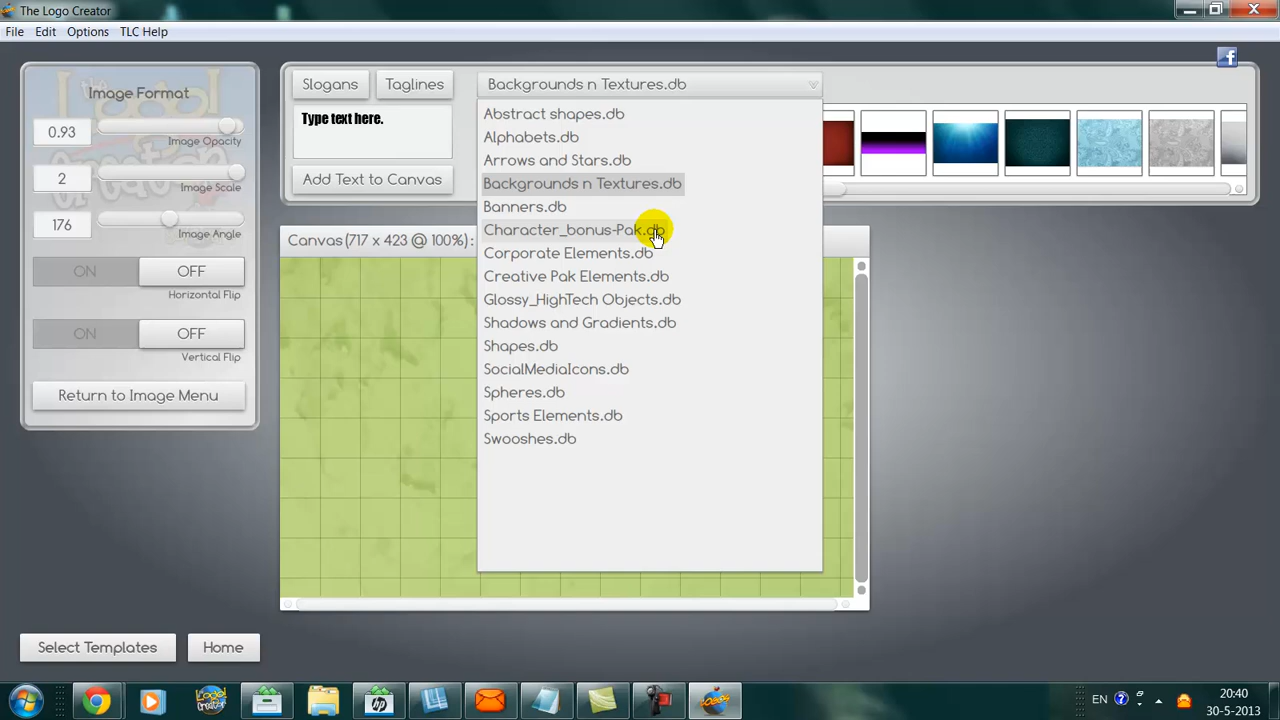 The Logo Creator
File Edit Options TLC Help
Image Format
0.93
Image Opacity
2
Image Scale
176
Image Angle
ON OFF
Horizontal Flip
ON OFF
Vertical Flip
Return to Image Menu
Slogans Taglines
Type text here.
Add Text to Canvas
Backgrounds n Textures.db
Abstract shapes.db
Alphabets.db
Arrows and Stars.db
Backgrounds n Textures.db
Banners.db
Character_bonus-Pak.db
Corporate Elements.db
Creative Pak Elements.db
Glossy_HighTech Objects.db
Shadows and Gradients.db
Shapes.db
SocialMediaIcons.db
Spheres.db
Sports Elements.db
Swooshes.db
f
Canvas (717 x 423 @ 100%) :
Select Templates Home
hp
EN
20:40
30-5-2013